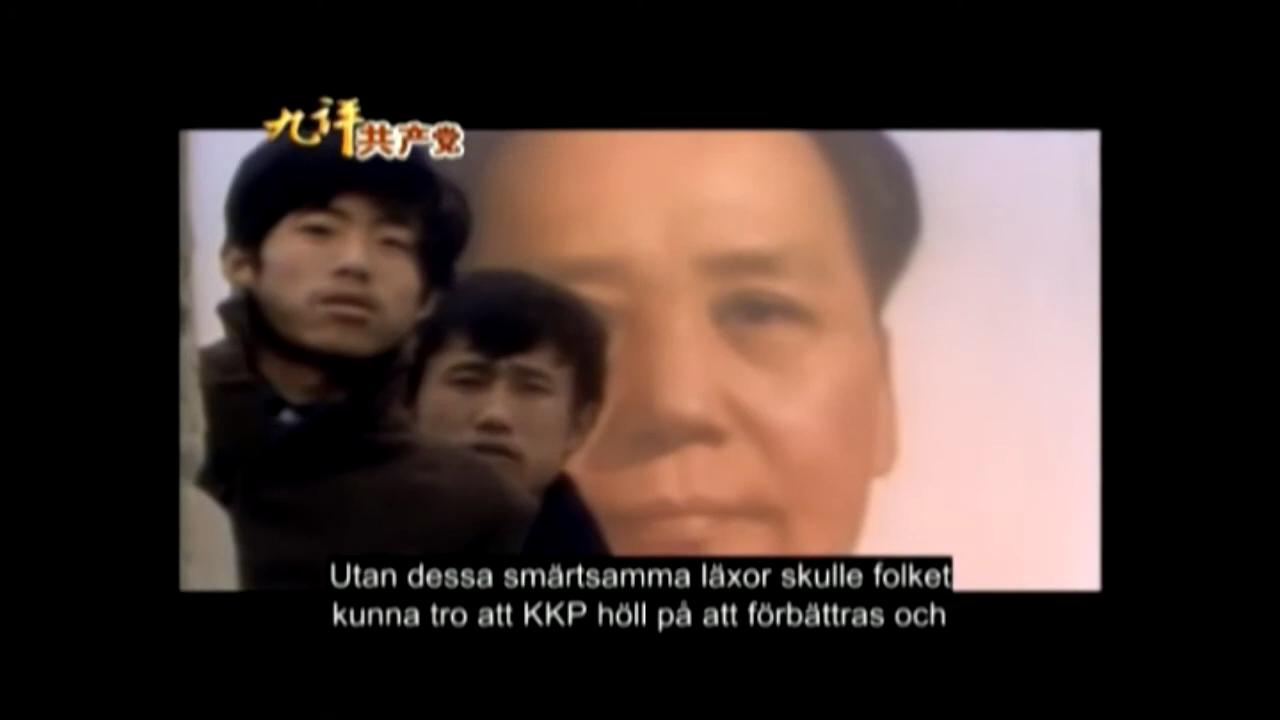 九评共产党
Utan dessa smärtsamma läxor skulle folket
kunna tro att KKP höll på att förbättras och